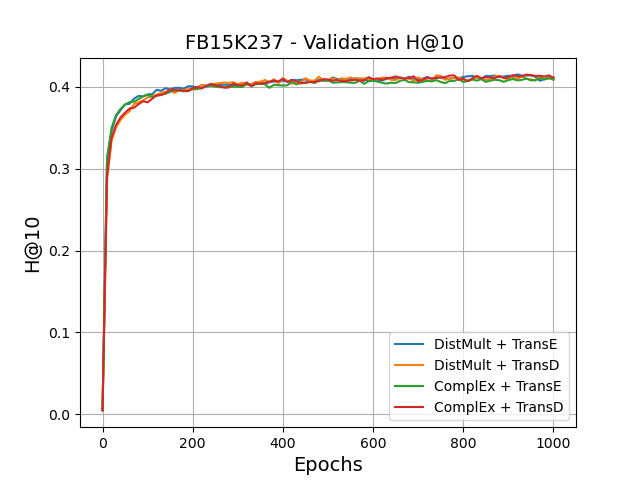 FB15K237 - Validation H@10
H@10
0.4
0.3
0.2
0.1
0.0
0 200 400 600 800 1000
Epochs
DistMult + TransE
DistMult + TransD
ComplEx + TransE
ComplEx + TransD